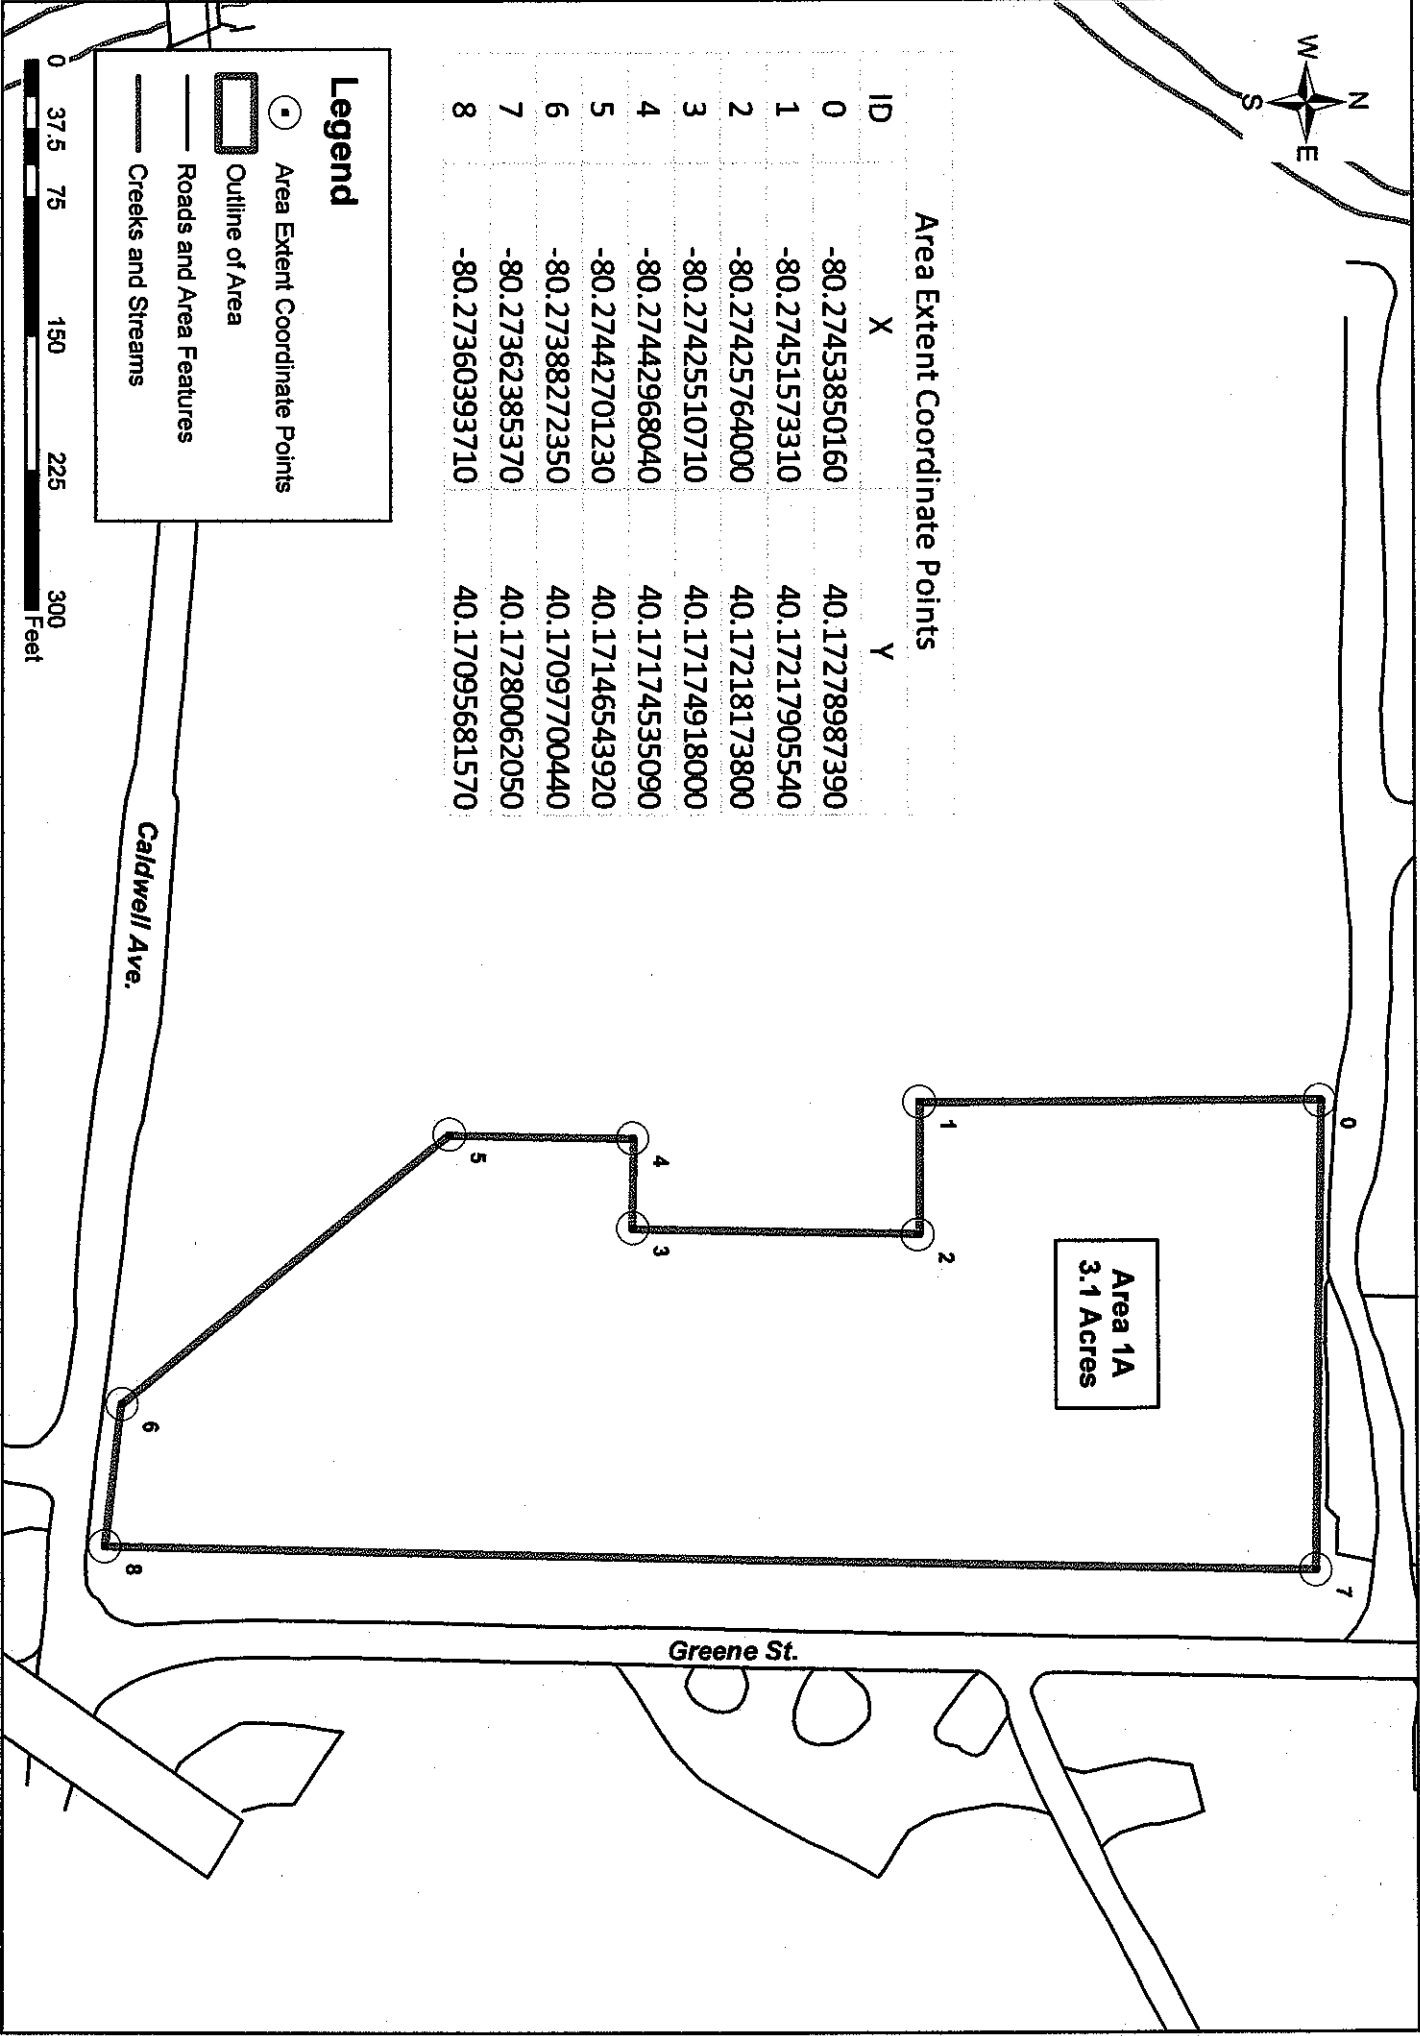 N
W
E
S
Area Extent Coordinate Points
ID X Y
0 -80.27453850160 40.17278987390
1 -80.27451573310 40.17217905540
2 -80.27425764000 40.17218173800
3 -80.27425510710 40.17174918000
4 -80.27442968040 40.17174535090
5 -80.27442701230 40.17146543920
6 -80.27388272350 40.17097700440
7 -80.27362385370 40.17280062050
8 -80.27360393710 40.17095681570
Legend
Area Extent Coordinate Points
Outline of Area
Roads and Area Features
Creeks and Streams
0 37.5 75 150 225 300
Feet
Caldwell Ave.
Greene St.
Area 1A
3.1 Acres
0
1
2
3
4
5
6
7
8